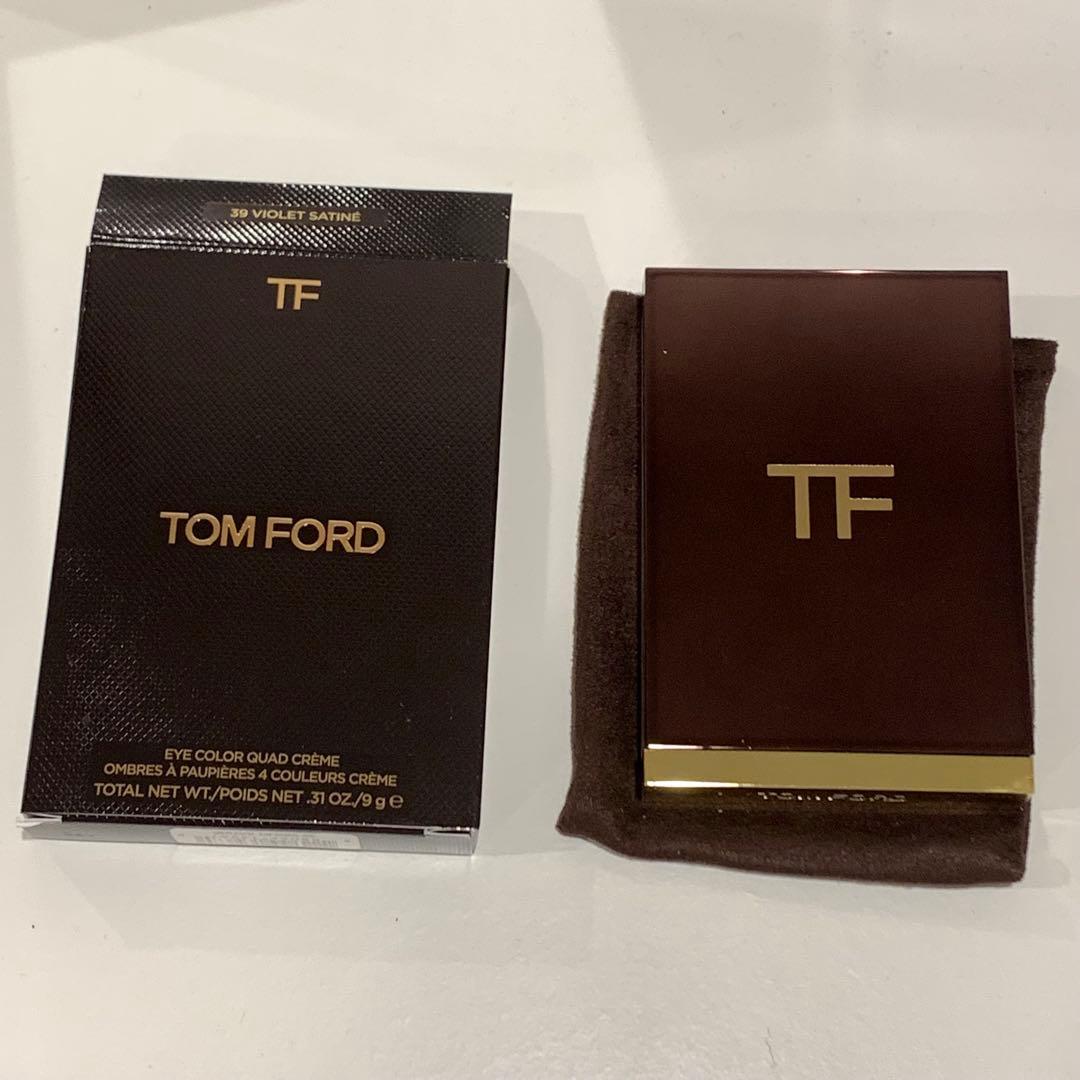 39 VIOLET SATINÉ
TF
TOM FORD
EYE COLOR QUAD CRÈME
OMBRES À PAUPIÈRES 4 COULEURS CRÈME
TOTAL NET WT./POIDS NET .31 OZ./9 g ℮
TF